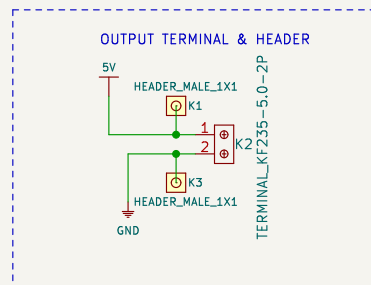 OUTPUT TERMINAL & HEADER
5V
HEADER_MALE_1X1
K1
1
2
K2
TERMINAL_KF235-5.0-2P
K3
HEADER_MALE_1X1
GND